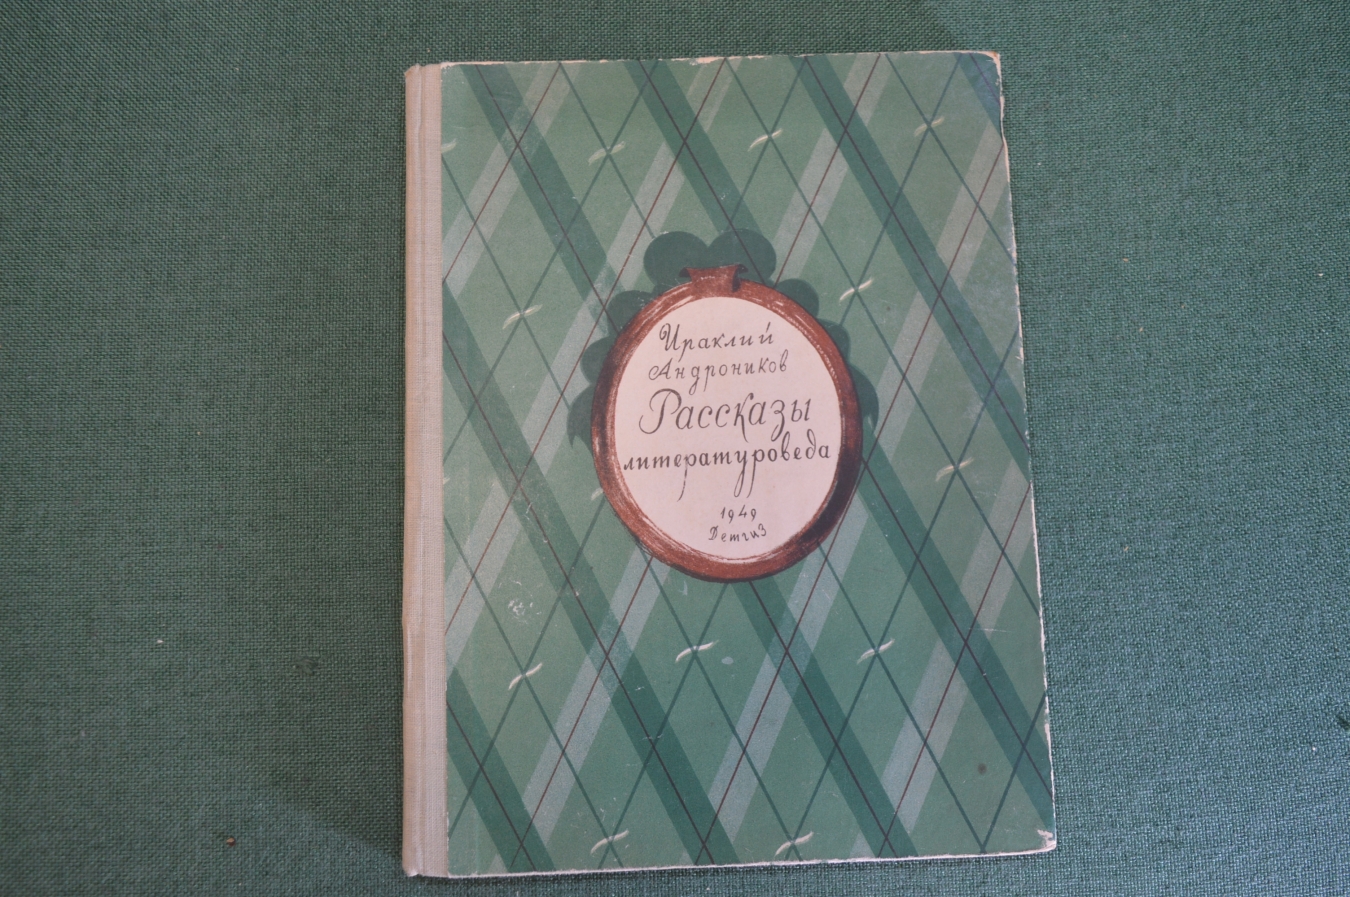 Ираклий
Андроников
Рассказы
литературоведа
1949
Детгиз